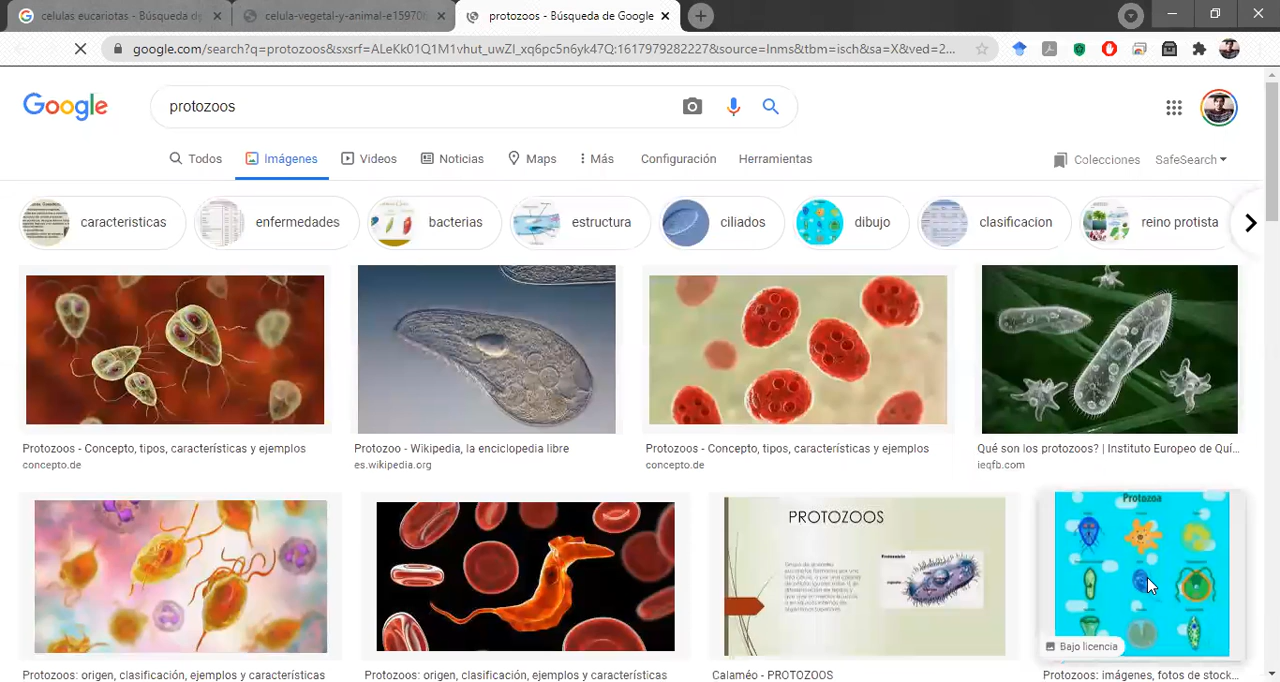 celulas eucariotas - Búsqueda de
celula-vegetal-y-animal-e15970
protozoos - Búsqueda de Google
google.com/search?q=protozoos&sxsrf=ALeKk01Q1M1vhut_uwZI_xq6pc5n6yk47Q:1617979282227&source=lnms&tbm=isch&sa=X&ved=2...
Google
protozoos
Todos
Imágenes
Videos
Noticias
Maps
Más
Configuración
Herramientas
Colecciones
SafeSearch
caracteristicas
enfermedades
bacterias
estructura
ciliados
dibujo
clasificacion
reino protista
Protozoos - Concepto, tipos, características y ejemplos
concepto.de
Protozoo - Wikipedia, la enciclopedia libre
es.wikipedia.org
Protozoos - Concepto, tipos, características y ejemplos
concepto.de
Qué son los protozoos? | Instituto Europeo de Quí...
ieqfb.com
PROTOZOOS
Protozoa
Bajo licencia
Protozoos: origen, clasificación, ejemplos y características
Protozoos: origen, clasificación, ejemplos y características
Calaméo - PROTOZOOS
Protozoos: imágenes, fotos de stock...